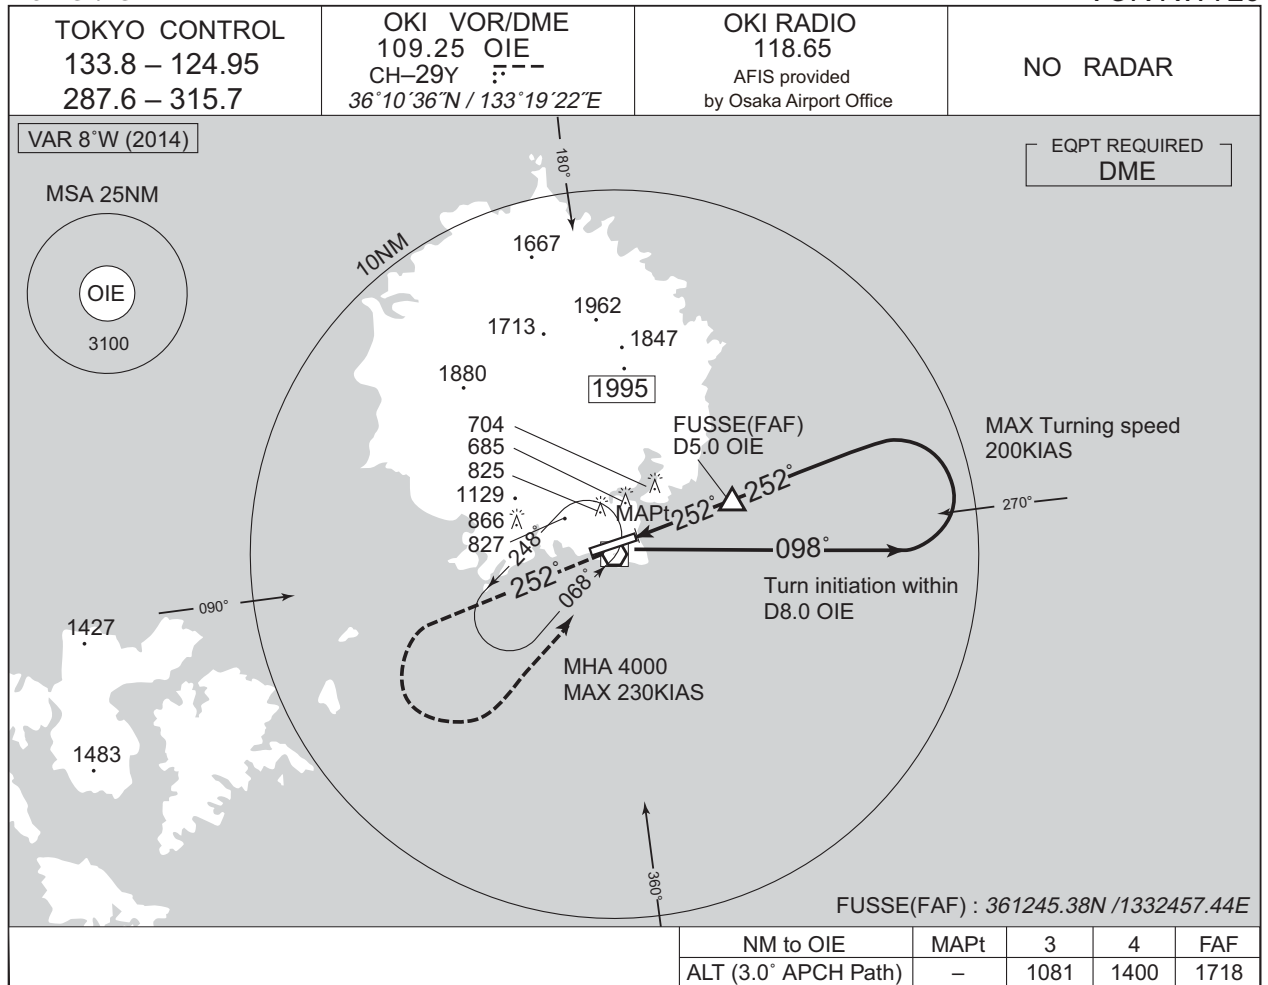 TOKYO CONTROL
133.8 – 124.95
287.6 – 315.7
OKI VOR/DME
109.25 OIE
CH–29Y
36°10´36˝N / 133°19´22˝E
OKI RADIO
118.65
AFIS provided
by Osaka Airport Office
NO RADAR
VAR 8°W (2014)
EQPT REQUIRED
DME
MSA 25NM
OIE
3100
180°
10NM
1667
1962
1713
1847
1880
1995
704
685
825
1129
866
827
FUSSE(FAF)
D5.0 OIE
MAX Turning speed
200KIAS
252°
252°
MAPt
270°
098°
248°
252°
068°
Turn initiation within
D8.0 OIE
090°
1427
MHA 4000
MAX 230KIAS
1483
360°
FUSSE(FAF) : 361245.38N /1332457.44E
NM to OIE MAPt 3 4 FAF
ALT (3.0° APCH Path) – 1081 1400 1718